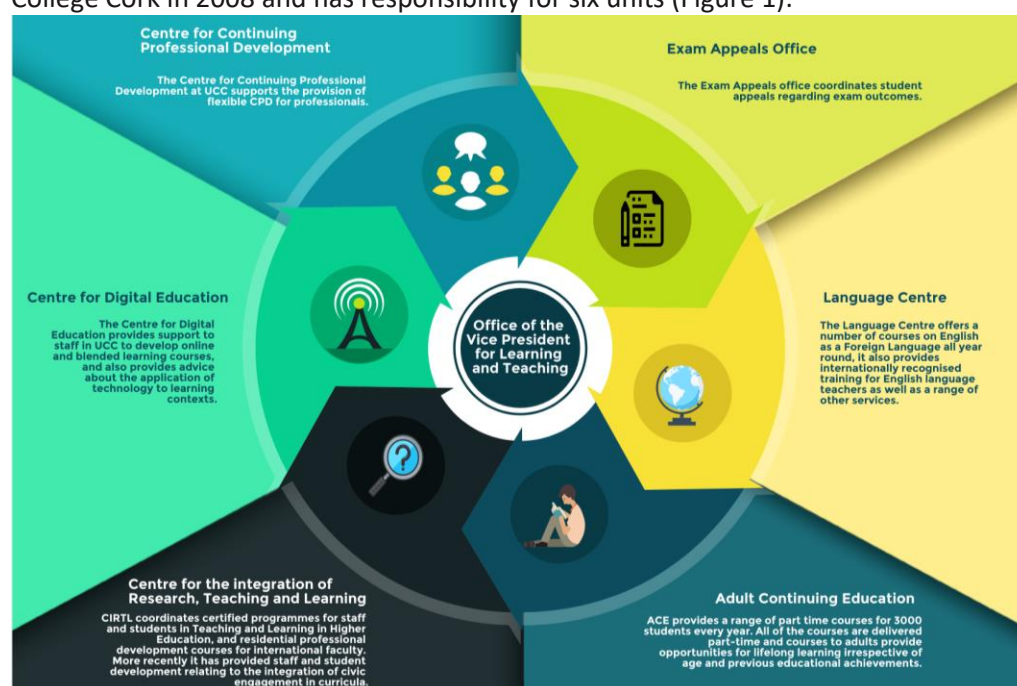 College Cork in 2008 and has responsibility for six units (Figure 1).
Centre for Continuing
Professional Development
The Centre for Continuing Professional
Development at UCC supports the provision of
flexible CPD for professionals.
Exam Appeals Office
The Exam Appeals office coordinates student
appeals regarding exam outcomes.
Centre for Digital Education
The Centre for Digital
Education provides support to
staff in UCC to develop online
and blended learning courses,
and also provides advice
about the application of
technology to learning
contexts.
Office of the
Vice President
for Learning
and Teaching
Language Centre
The Language Centre offers a
number of courses on English
as a Foreign Language all year
round, it also provides
internationally recognised
training for English language
teachers as well as a range of
other services.
Centre for the integration of
Research, Teaching and Learning
CIRTL coordinates certified programmes for staff
and students in Teaching and Learning in Higher
Education, and residential professional
development courses for international faculty.
More recently it has provided staff and student
development relating to the integration of civic
engagement in curricula.
Adult Continuing Education
ACE provides a range of part time courses for 3000
students every year. All of the courses are delivered
part-time and courses to adults provide
opportunities for lifelong learning irrespective of
age and previous educational achievements.